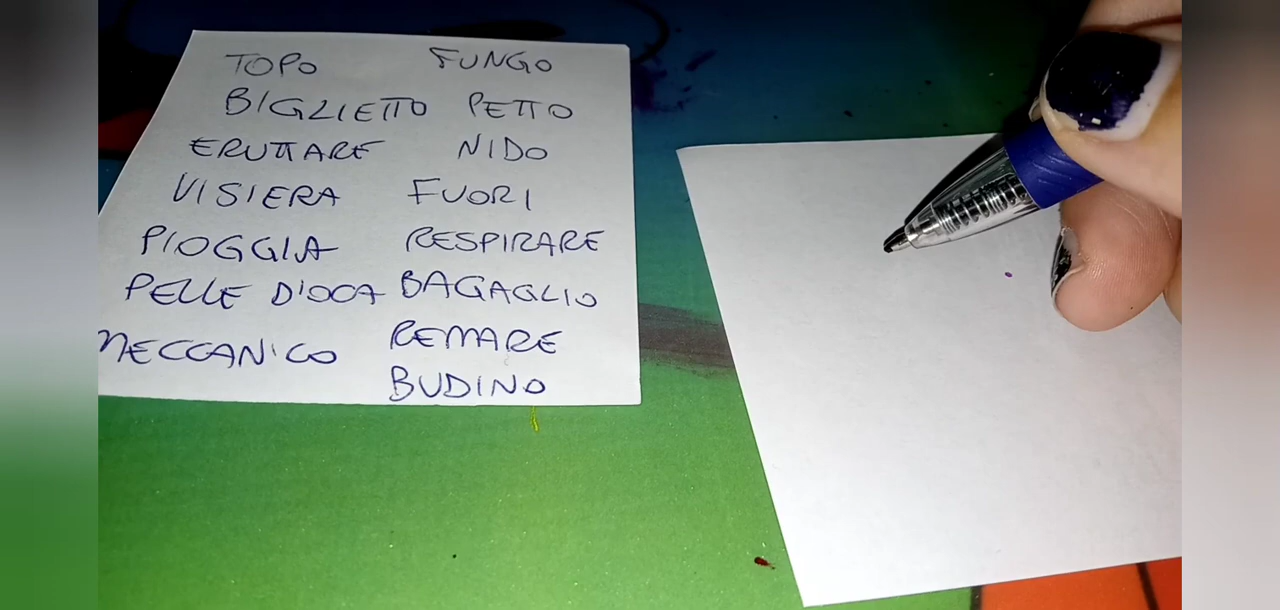 TOPO FUNGO
BIGLIETTO PETTO
ERUTTARE NIDO
VISIERA FUORI
PIOGGIA RESPIRARE
PELLE D'OCA BAGAGLIO
MECCANICO REMARE
BUDINO